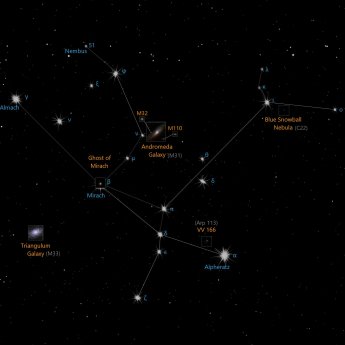 51
Nembus
φ
λ
ξ
Almach
γ
κ
ο
M32
M110
ν
Blue Snowball
Nebula (C22)
Andromeda
Galaxy (M31)
Ghost of
Mirach
μ
θ
β
δ
Mirach
π
(Arp 113)
VV 166
δ
Triangulum
Galaxy (M33)
ε
α
Alpheratz
ζ